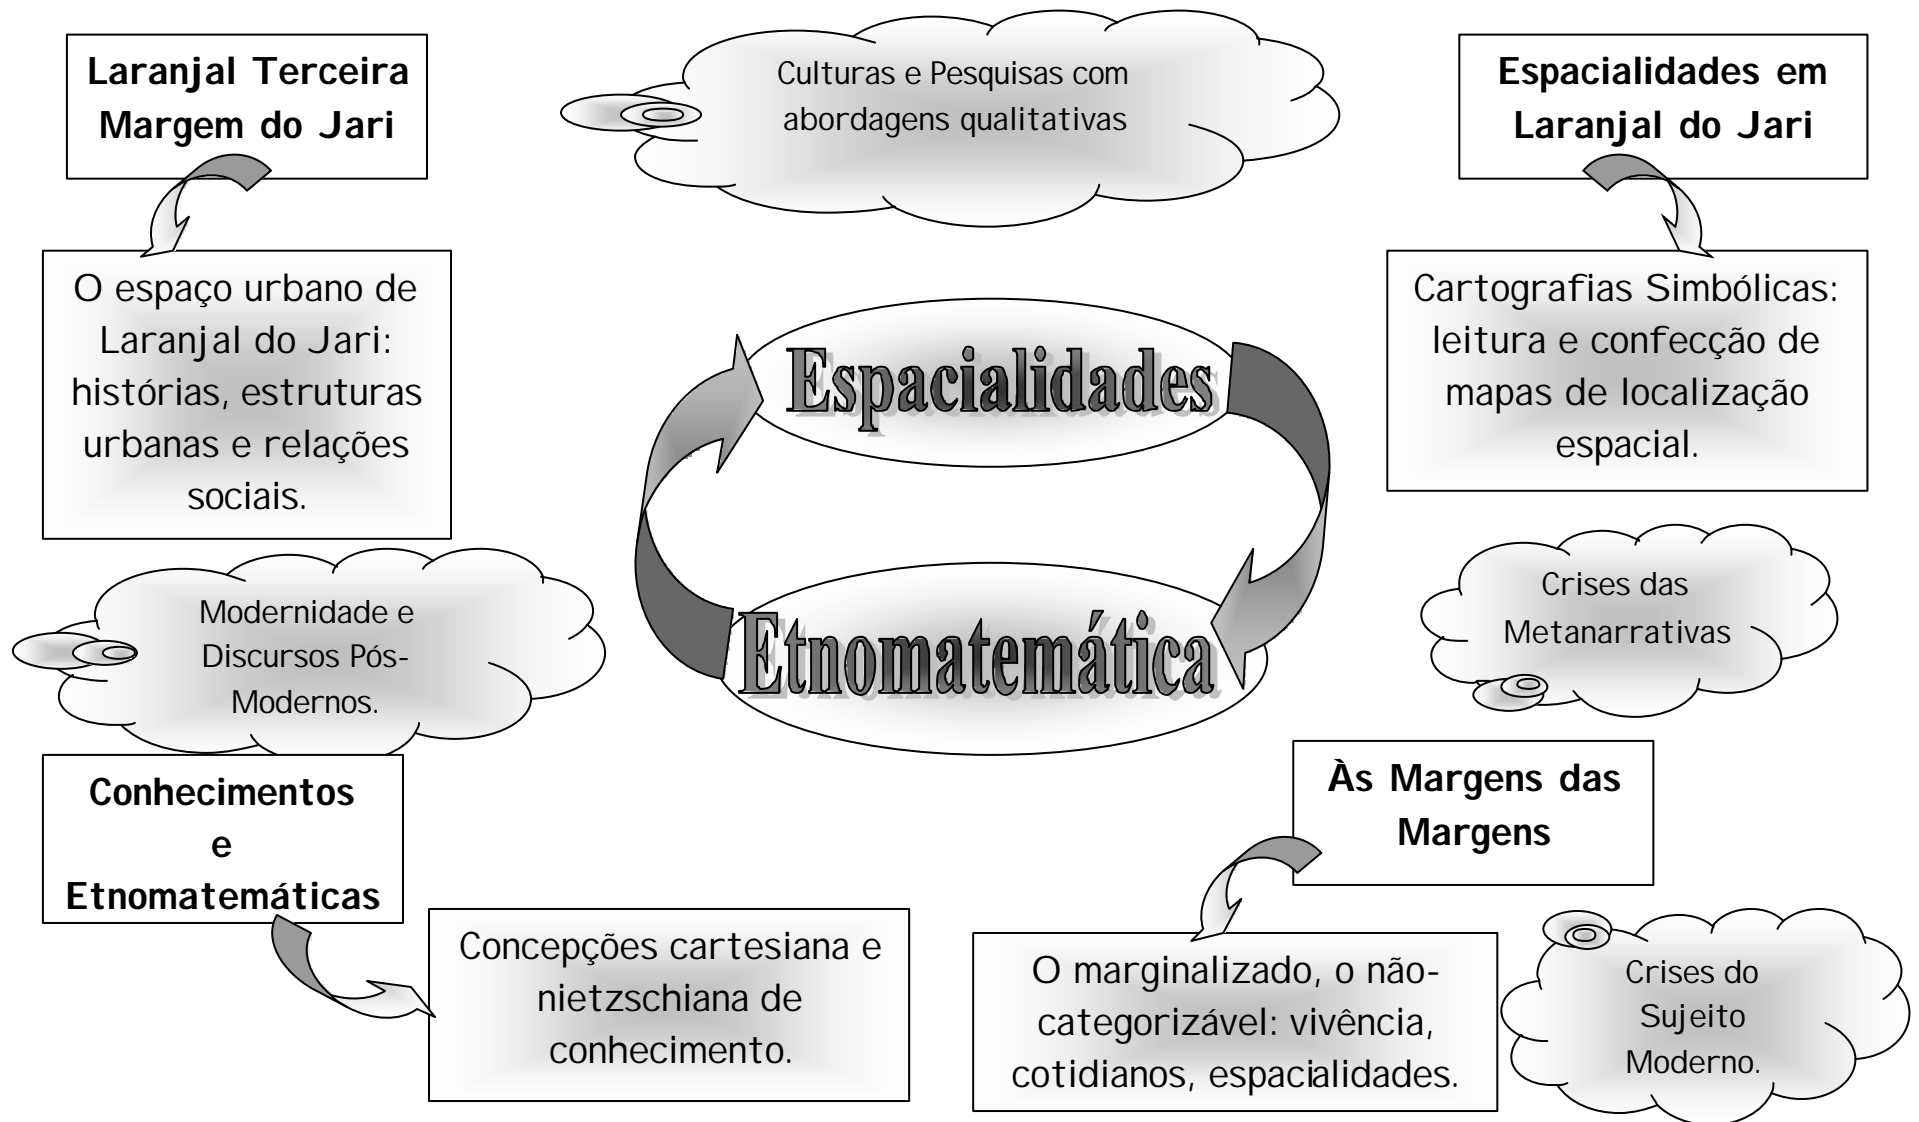 Laranjal Terceira
Margem do Jari
Culturas e Pesquisas com
abordagens qualitativas
Espacialidades em
Laranjal do Jari
O espaço urbano de
Laranjal do Jari:
histórias, estruturas
urbanas e relações
sociais.
Espacialidades
Cartografias Simbólicas:
leitura e confecção de
mapas de localização
espacial.
Modernidade e
Discursos Pós-
Modernos.
Etnomatemática
Crises das
Metanarrativas
Conhecimentos
e
Etnomatemáticas
Às Margens das
Margens
Concepções cartesiana e
nietzschiana de
conhecimento.
O marginalizado, o não-
categorizável: vivência,
cotidianos, espacialidades.
Crises do
Sujeito
Moderno.